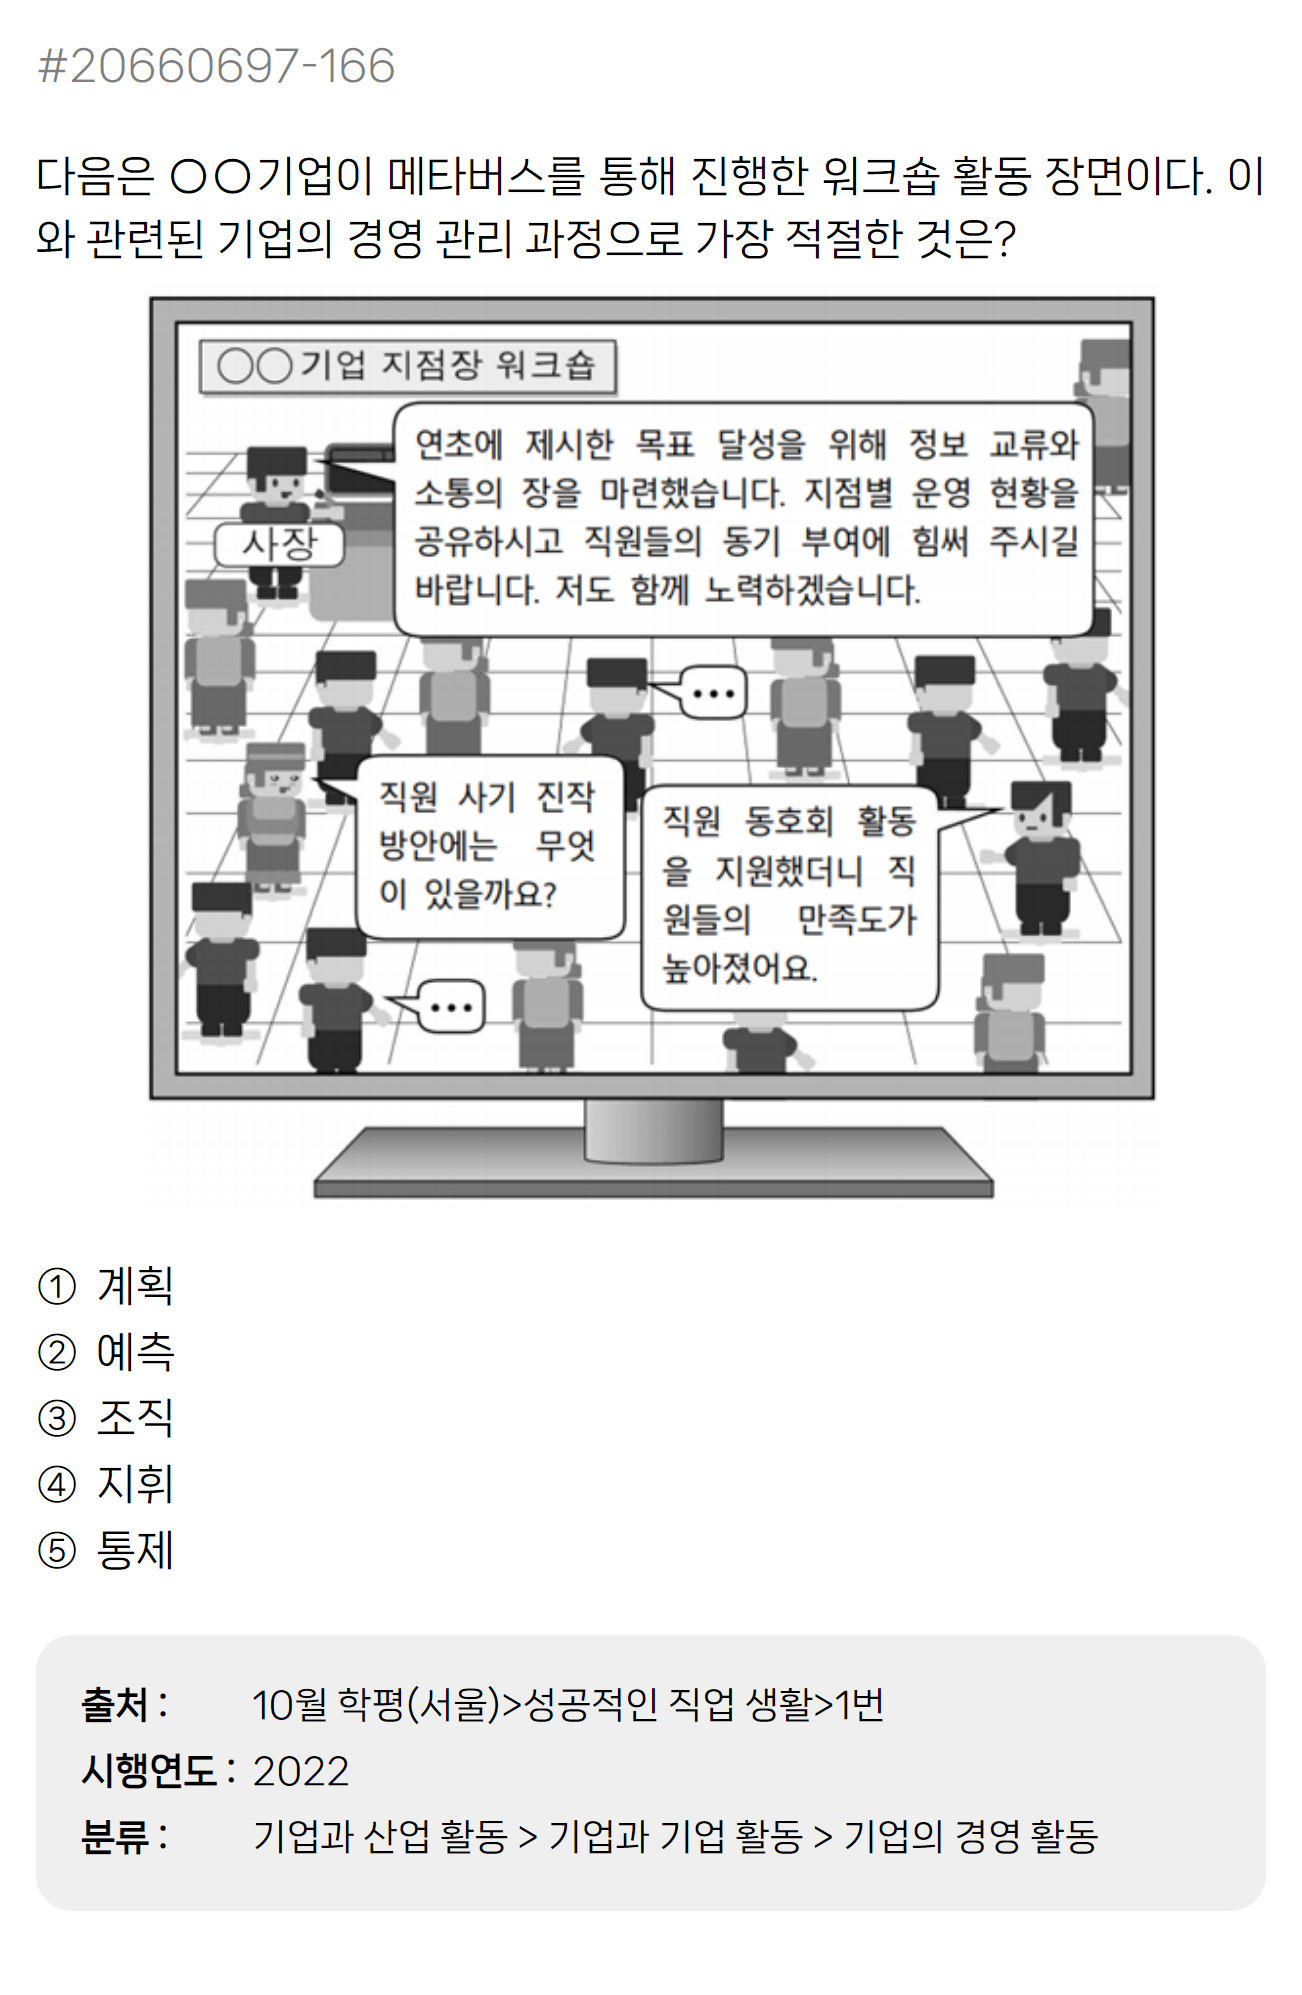 #20660697-166
다음은 ○○기업이 메타버스를 통해 진행한 워크숍 활동 장면이다. 이
와 관련된 기업의 경영 관리 과정으로 가장 적절한 것은?
○○기업 지점장 워크숍
연초에 제시한 목표 달성을 위해 정보 교류와
소통의 장을 마련했습니다. 지점별 운영 현황을
공유하시고 직원들의 동기 부여에 힘써 주시길
바랍니다. 저도 함께 노력하겠습니다.
사장
...
직원 사기 진작
방안에는 무엇
이 있을까요?
직원 동호회 활동
을 지원했더니 직
원들의 만족도가
높아졌어요.
...
① 계획
② 예측
③ 조직
④ 지휘
⑤ 통제
출처 : 10월 학평(서울)>성공적인 직업 생활>1번
시행연도 : 2022
분류 : 기업과 산업 활동 > 기업과 기업 활동 > 기업의 경영 활동